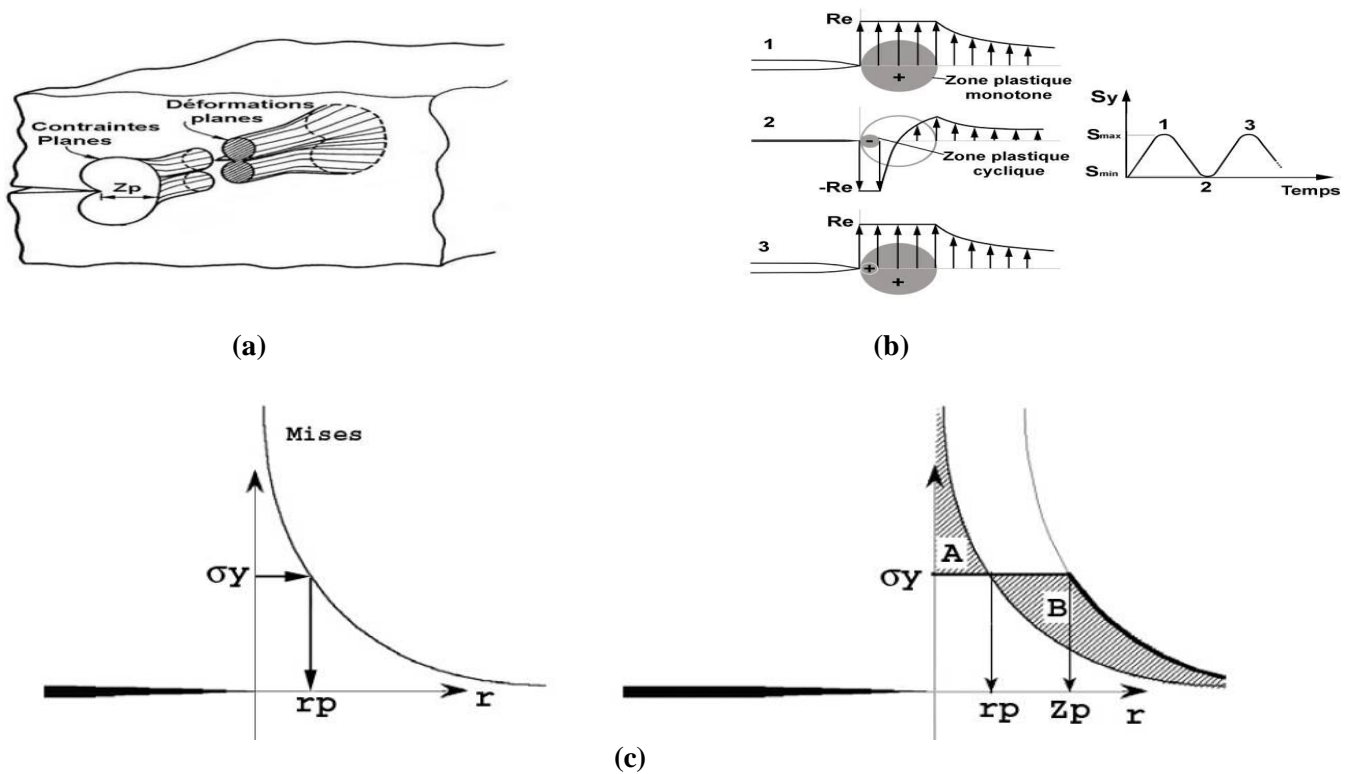 Déformations
planes
Contraintes
Planes
Zp
(a)
Re
1
+
Zone plastique
monotone
2
-
Zone plastique
cyclique
-Re
Re
3
+
+
Sy
1
3
Smax
Smin
2
Temps
(b)
Mises
σy
rp
r
A
σy
B
rp
Zp
r
(c)